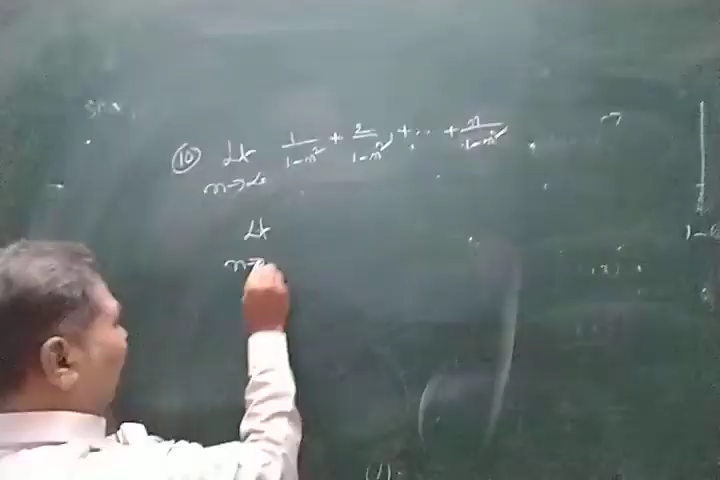 (10) Lt n→∞ 1/(1-n²) + 2/(1-n²) + ... + n/(1-n²)
Lt n→